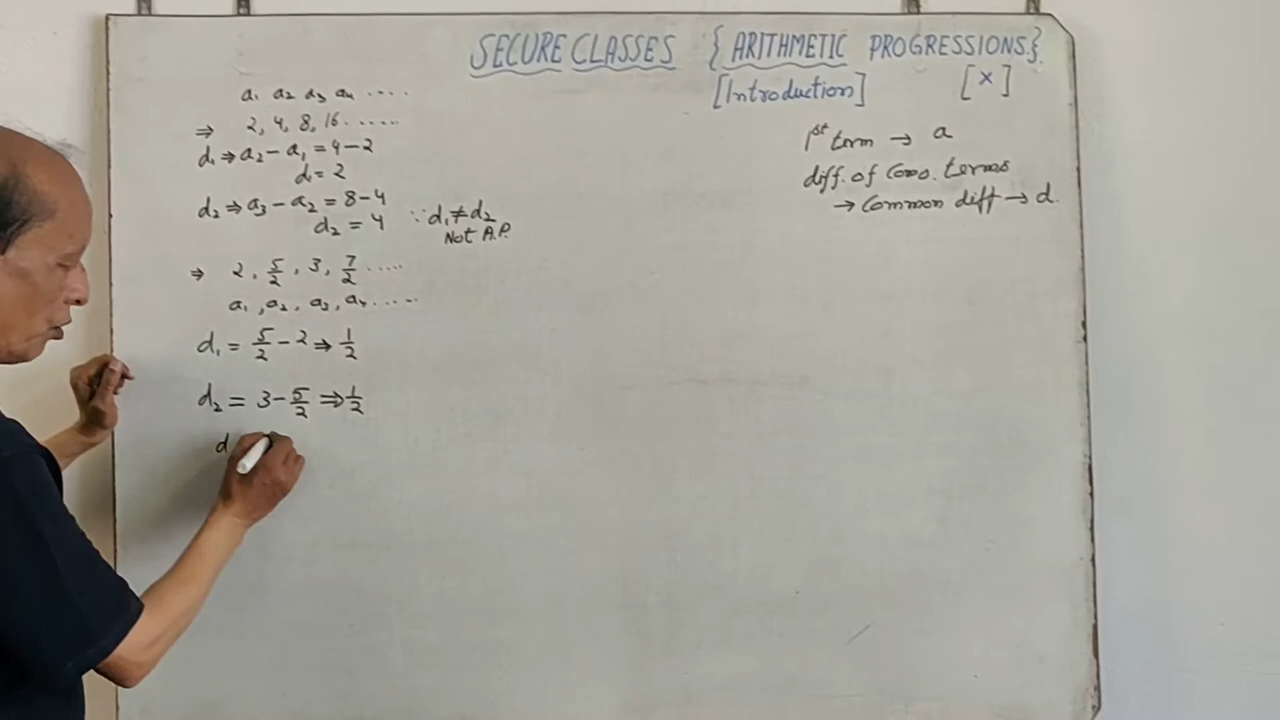 SECURE CLASSES { ARITHMETIC PROGRESSIONS.}
[Introduction] [X]
a₁ a₂ a₃ a₄ ....
⇒ 2, 4, 8, 16 ......
d₁ ⇒ a₂ - a₁ = 4 - 2
d₁ = 2
d₂ ⇒ a₃ - a₂ = 8 - 4
d₂ = 4 ∵ d₁ ≠ d₂
Not A.P.
⇒ 2, 5/2, 3, 7/2 .....
a₁, a₂, a₃, a₄ .....
d₁ = 5/2 - 2 ⇒ 1/2
d₂ = 3 - 5/2 ⇒ 1/2
d
1st term → a
diff. of Cons. terms
→ Common diff → d.